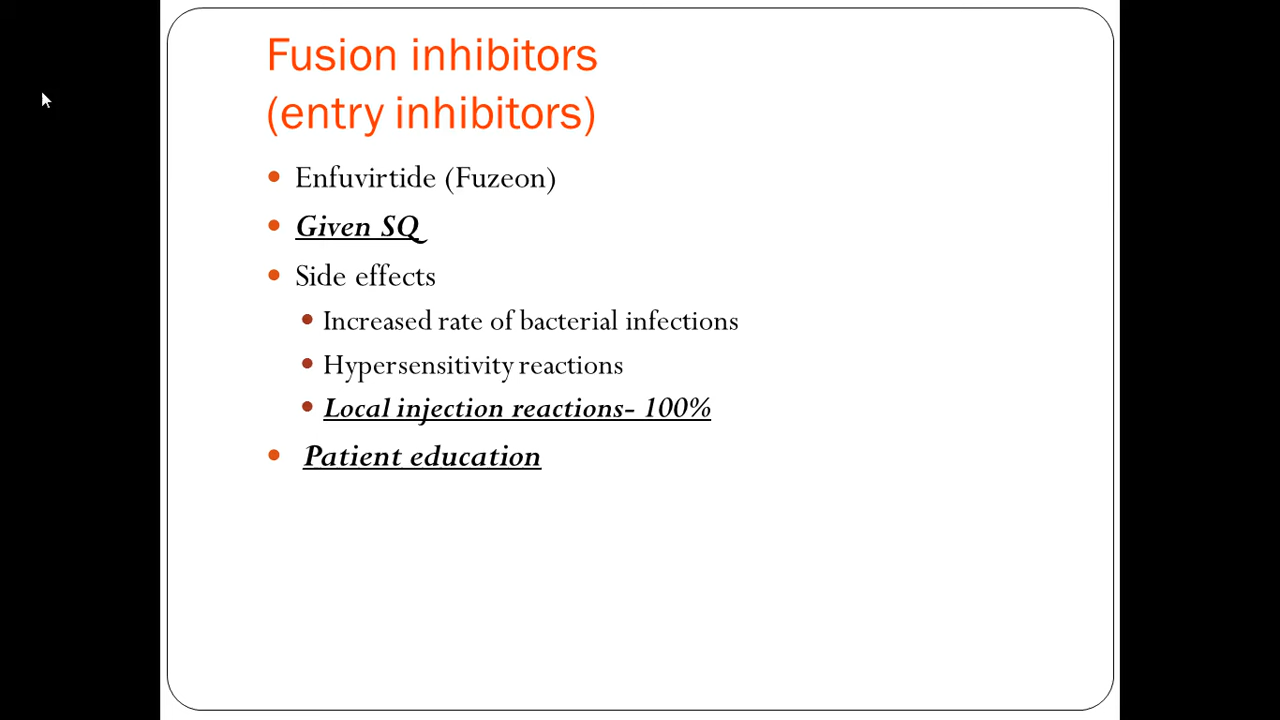 Fusion inhibitors
(entry inhibitors)
Enfuvirtide (Fuzeon)
Given SQ
Side effects
Increased rate of bacterial infections
Hypersensitivity reactions
Local injection reactions- 100%
Patient education